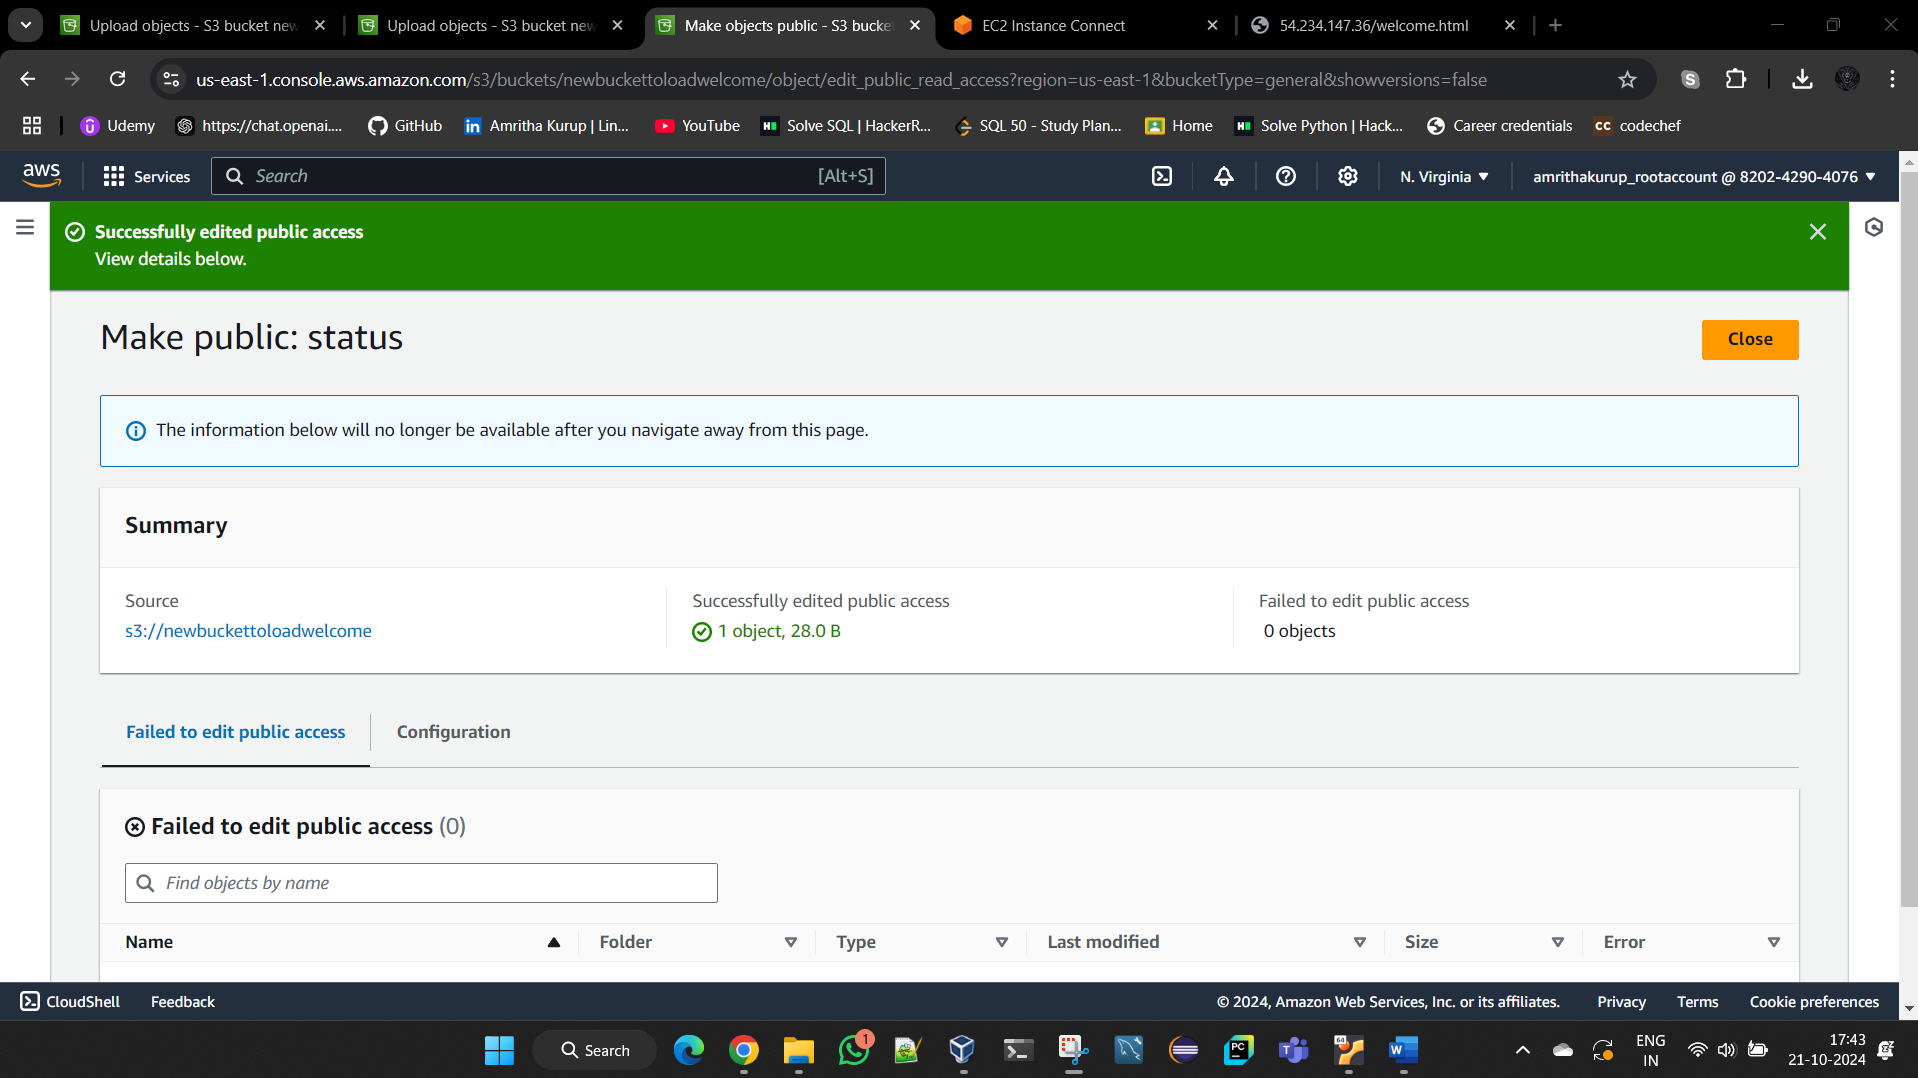 Upload objects - S3 bucket new
Upload objects - S3 bucket new
Make objects public - S3 bucke
EC2 Instance Connect
54.234.147.36/welcome.html
us-east-1.console.aws.amazon.com/s3/buckets/newbuckettoloadwelcome/object/edit_public_read_access?region=us-east-1&bucketType=general&showversions=false
Udemy
https://chat.openai....
GitHub
Amritha Kurup | Lin...
YouTube
Solve SQL | HackerR...
SQL 50 - Study Plan...
Home
Solve Python | Hack...
Career credentials
CC codechef
aws
Services
Search [Alt+S]
N. Virginia
amrithakurup_rootaccount @ 8202-4290-4076
Successfully edited public access
View details below.
Make public: status
Close
The information below will no longer be available after you navigate away from this page.
Summary
Source
s3://newbuckettoloadwelcome
Successfully edited public access
1 object, 28.0 B
Failed to edit public access
0 objects
Failed to edit public access
Configuration
Failed to edit public access (0)
Find objects by name
Name Folder Type Last modified Size Error
CloudShell Feedback © 2024, Amazon Web Services, Inc. or its affiliates. Privacy Terms Cookie preferences
Search
1
ENG
IN
17:43
21-10-2024